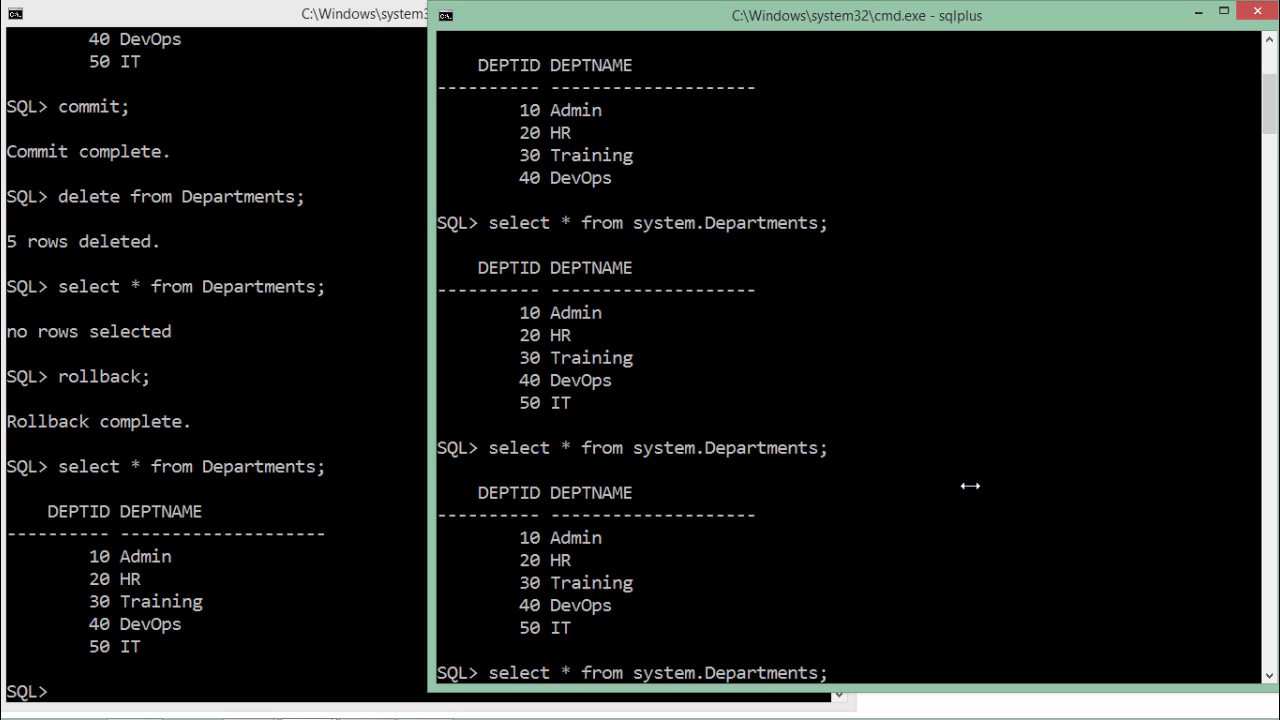 C:\Windows\system3
40 DevOps
50 IT
SQL> commit;
Commit complete.
SQL> delete from Departments;
5 rows deleted.
SQL> select * from Departments;
no rows selected
SQL> rollback;
Rollback complete.
SQL> select * from Departments;
DEPTID DEPTNAME
---------- --------------------
10 Admin
20 HR
30 Training
40 DevOps
50 IT
SQL>
C:\Windows\system32\cmd.exe - sqlplus
DEPTID DEPTNAME
---------- --------------------
10 Admin
20 HR
30 Training
40 DevOps
SQL> select * from system.Departments;
DEPTID DEPTNAME
---------- --------------------
10 Admin
20 HR
30 Training
40 DevOps
50 IT
SQL> select * from system.Departments;
DEPTID DEPTNAME
---------- --------------------
10 Admin
20 HR
30 Training
40 DevOps
50 IT
SQL> select * from system.Departments;